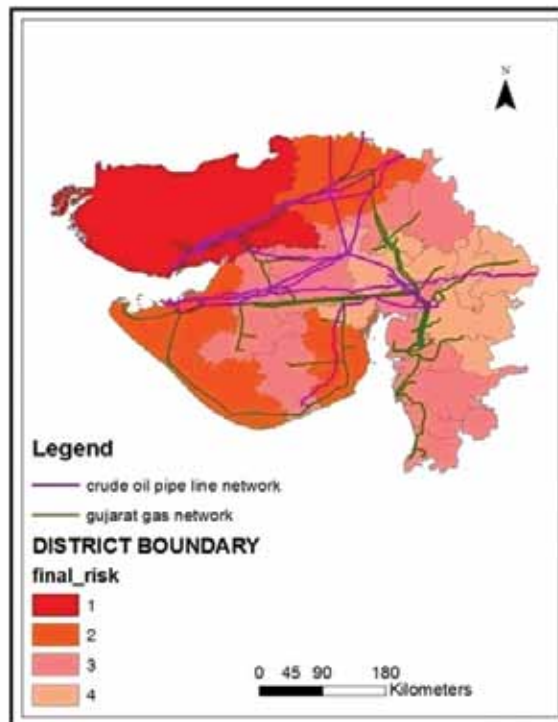 N
Legend
crude oil pipe line network
gujarat gas network
DISTRICT BOUNDARY
final_risk
1
2
3
4
0 45 90 180
Kilometers